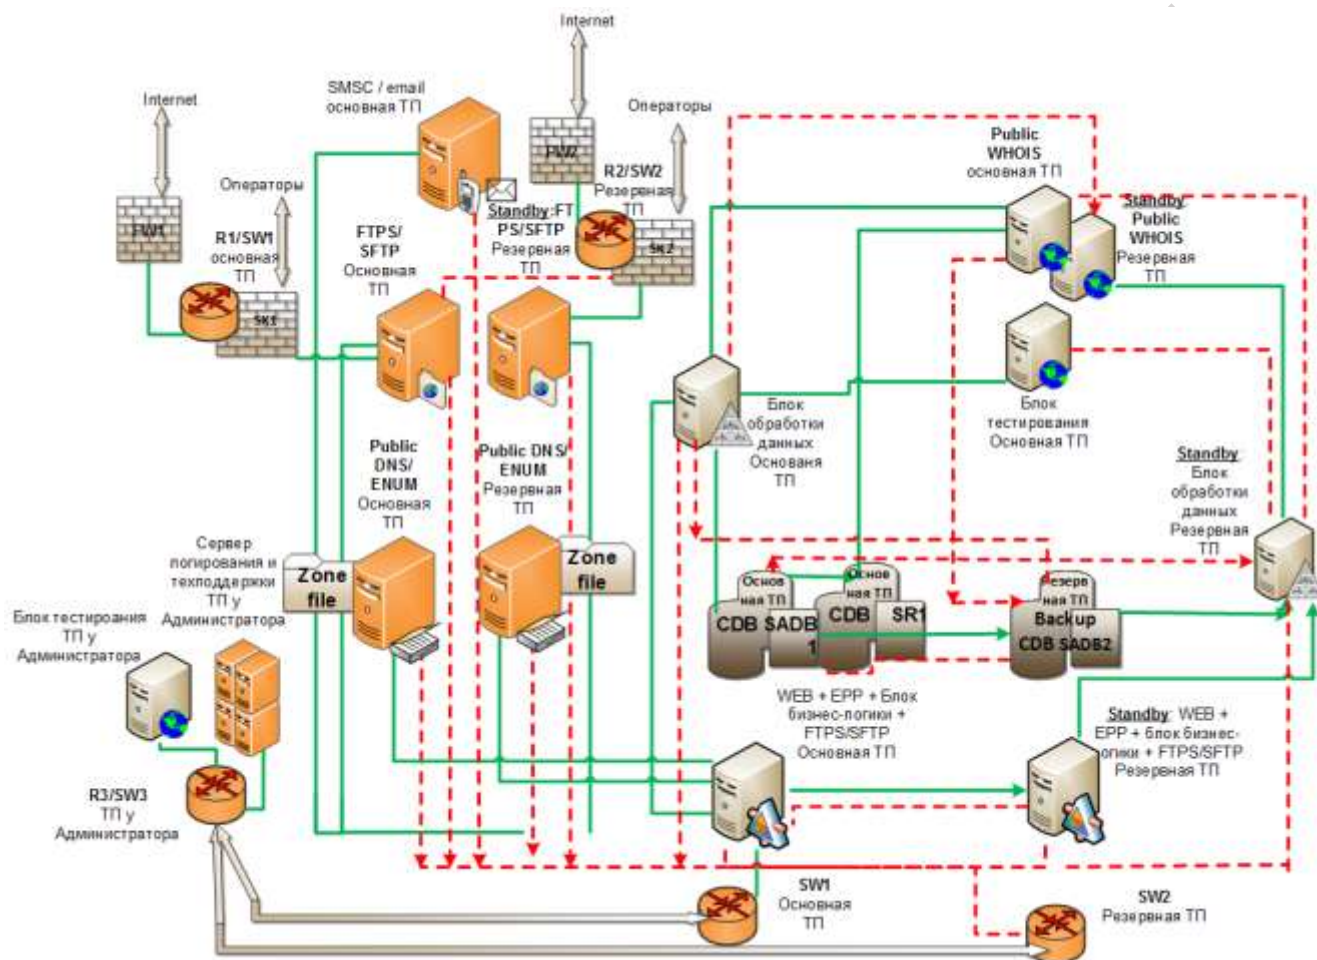 Internet
SMSC / email
основная ТП
Internet
FW1
Операторы
R1/SW1
основная
ТП
SK1
FW2
Операторы
R2/SW2
Резервная
ТП
SK2
FTPS/
SFTP
Основная
ТП
Standby:FT
PS/SFTP
Резервная
ТП
Public
WHOIS
основная ТП
Standby
Public
WHOIS
Резервная
ТП
Блок
обработки
данных
Основаня
ТП
Блок
тестирования
Основная ТП
Standby:
Блок
обработки
данных
Резервная
ТП
Public
DNS/
ENUM
Основная
ТП
Public DNS/
ENUM
Резервная
ТП
Zone
file
Zone
file
Сервер
логирования и
техподдержки
ТП у
Администратора
Блок тестироания
ТП у
Администратора
R3/SW3
ТП у
Администратора
Основ
ная ТП
CDB SADB
1
Основ
ная ТП
CDB SR1
Резерв
ная ТП
Backup
CDB SADB2
WEB + EPP + Блок
бизнес-логики +
FTPS/SFTP
Основная ТП
Standby: WEB +
EPP + блок бизнес-
огики + FTPS/SFTP
Резервная ТП
SW1
Основная
ТП
SW2
Резервная ТП